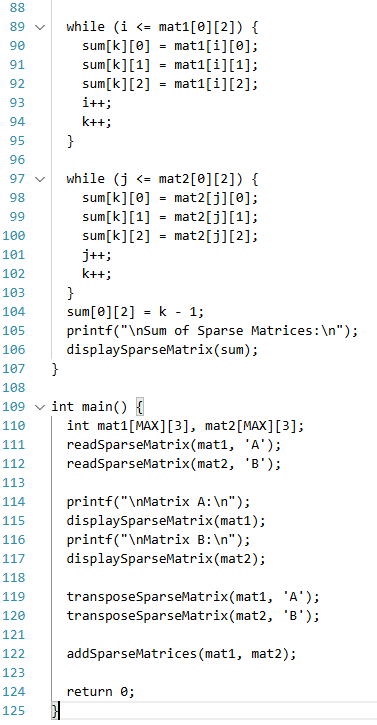 88
89 while (i <= mat1[0][2]) {
90 sum[k][0] = mat1[i][0];
91 sum[k][1] = mat1[i][1];
92 sum[k][2] = mat1[i][2];
93 i++;
94 k++;
95 }
96
97 while (j <= mat2[0][2]) {
98 sum[k][0] = mat2[j][0];
99 sum[k][1] = mat2[j][1];
100 sum[k][2] = mat2[j][2];
101 j++;
102 k++;
103 }
104 sum[0][2] = k - 1;
105 printf("\nSum of Sparse Matrices:\n");
106 displaySparseMatrix(sum);
107 }
108
109 int main() {
110 int mat1[MAX][3], mat2[MAX][3];
111 readSparseMatrix(mat1, 'A');
112 readSparseMatrix(mat2, 'B');
113
114 printf("\nMatrix A:\n");
115 displaySparseMatrix(mat1);
116 printf("\nMatrix B:\n");
117 displaySparseMatrix(mat2);
118
119 transposeSparseMatrix(mat1, 'A');
120 transposeSparseMatrix(mat2, 'B');
121
122 addSparseMatrices(mat1, mat2);
123
124 return 0;
125 }